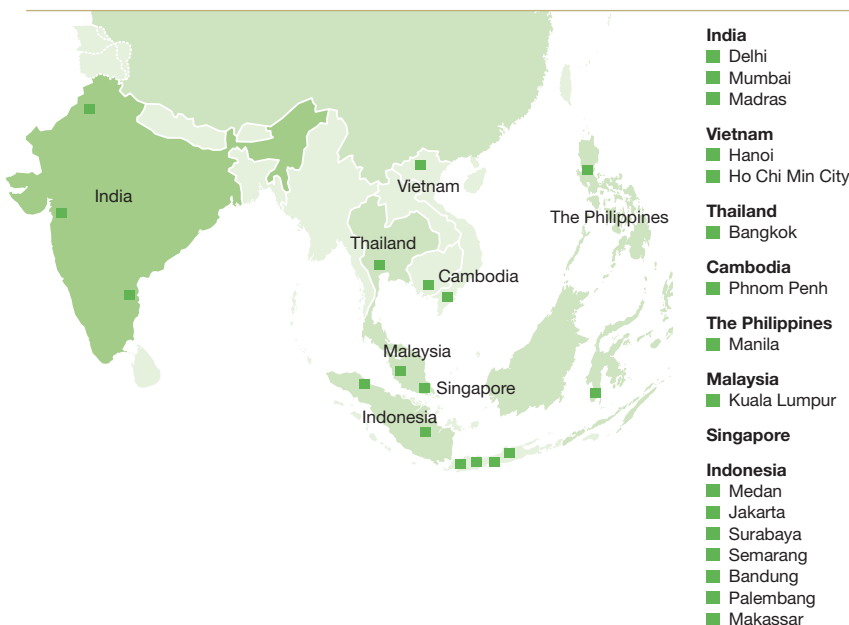 India
Vietnam
Thailand
Cambodia
The Philippines
Malaysia
Singapore
Indonesia
India
Delhi
Mumbai
Madras
Vietnam
Hanoi
Ho Chi Min City
Thailand
Bangkok
Cambodia
Phnom Penh
The Philippines
Manila
Malaysia
Kuala Lumpur
Singapore
Indonesia
Medan
Jakarta
Surabaya
Semarang
Bandung
Palembang
Makassar